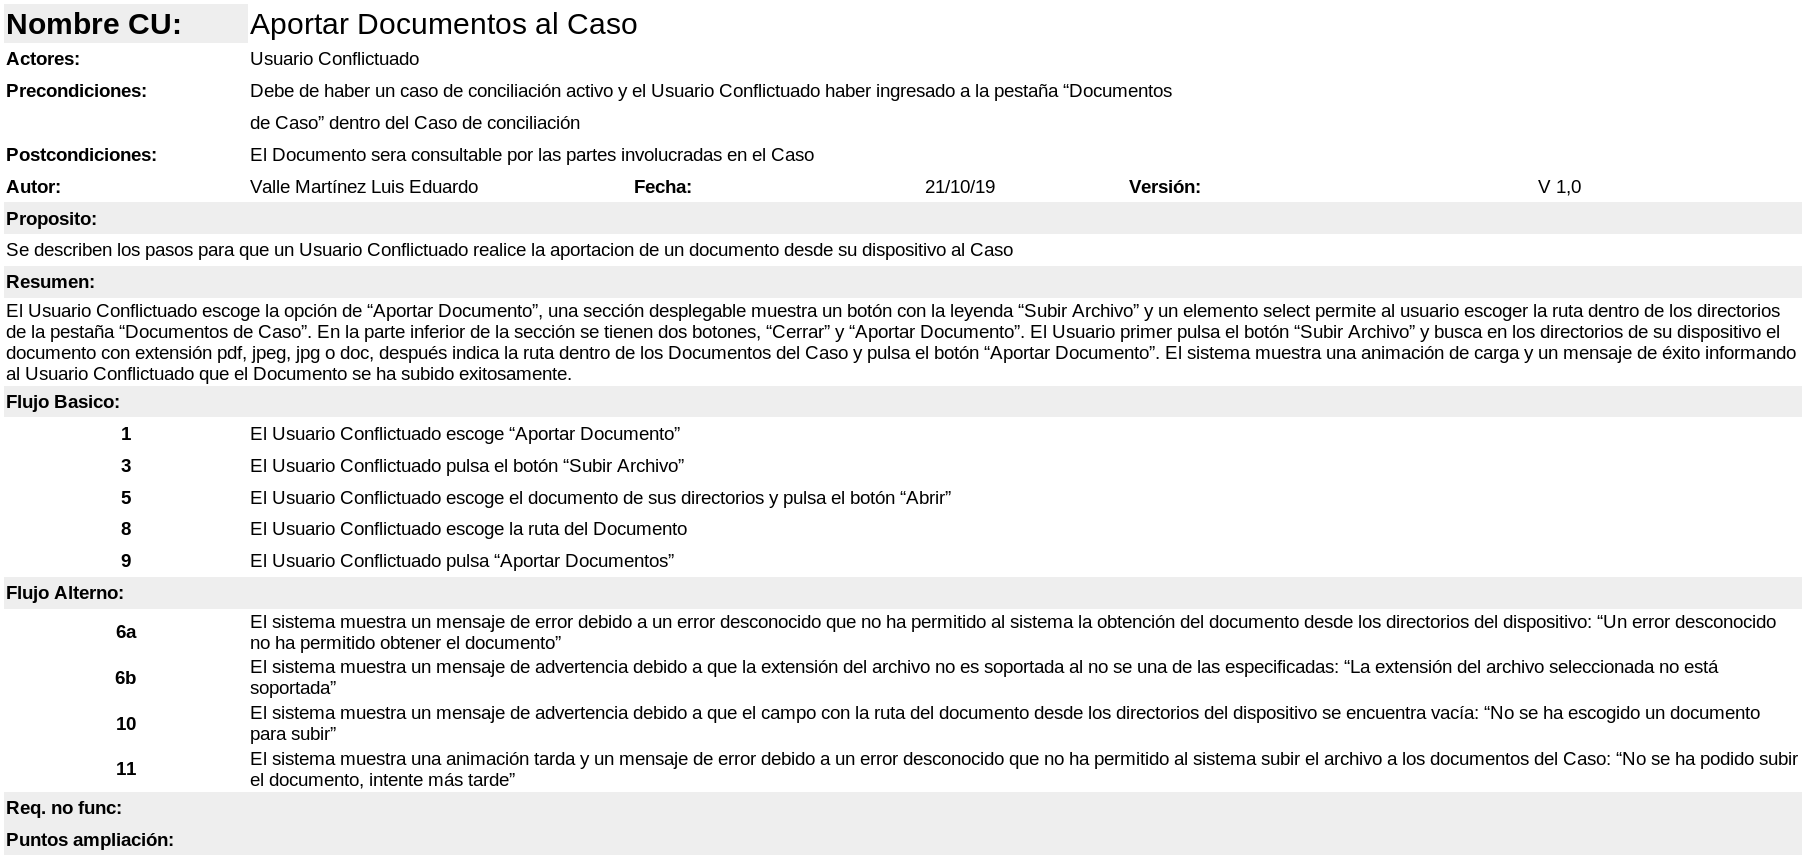 Nombre CU: Aportar Documentos al Caso
Actores: Usuario Conflictuado
Precondiciones: Debe de haber un caso de conciliación activo y el Usuario Conflictuado haber ingresado a la pestaña “Documentos
de Caso” dentro del Caso de conciliación
Postcondiciones: El Documento sera consultable por las partes involucradas en el Caso
Autor: Valle Martínez Luis Eduardo Fecha: 21/10/19 Versión: V 1,0
Proposito:
Se describen los pasos para que un Usuario Conflictuado realice la aportacion de un documento desde su dispositivo al Caso
Resumen:
El Usuario Conflictuado escoge la opción de “Aportar Documento”, una sección desplegable muestra un botón con la leyenda “Subir Archivo” y un elemento select permite al usuario escoger la ruta dentro de los directorios
de la pestaña “Documentos de Caso”. En la parte inferior de la sección se tienen dos botones, “Cerrar” y “Aportar Documento”. El Usuario primer pulsa el botón “Subir Archivo” y busca en los directorios de su dispositivo el
documento con extensión pdf, jpeg, jpg o doc, después indica la ruta dentro de los Documentos del Caso y pulsa el botón “Aportar Documento”. El sistema muestra una animación de carga y un mensaje de éxito informando
al Usuario Conflictuado que el Documento se ha subido exitosamente.
Flujo Basico:
1 El Usuario Conflictuado escoge “Aportar Documento”
3 El Usuario Conflictuado pulsa el botón “Subir Archivo”
5 El Usuario Conflictuado escoge el documento de sus directorios y pulsa el botón “Abrir”
8 El Usuario Conflictuado escoge la ruta del Documento
9 El Usuario Conflictuado pulsa “Aportar Documentos”
Flujo Alterno:
6a El sistema muestra un mensaje de error debido a un error desconocido que no ha permitido al sistema la obtención del documento desde los directorios del dispositivo: “Un error desconocido
no ha permitido obtener el documento”
6b El sistema muestra un mensaje de advertencia debido a que la extensión del archivo no es soportada al no se una de las especificadas: “La extensión del archivo seleccionada no está
soportada”
10 El sistema muestra un mensaje de advertencia debido a que el campo con la ruta del documento desde los directorios del dispositivo se encuentra vacía: “No se ha escogido un documento
para subir”
11 El sistema muestra una animación tarda y un mensaje de error debido a un error desconocido que no ha permitido al sistema subir el archivo a los documentos del Caso: “No se ha podido subir
el documento, intente más tarde”
Req. no func:
Puntos ampliación: